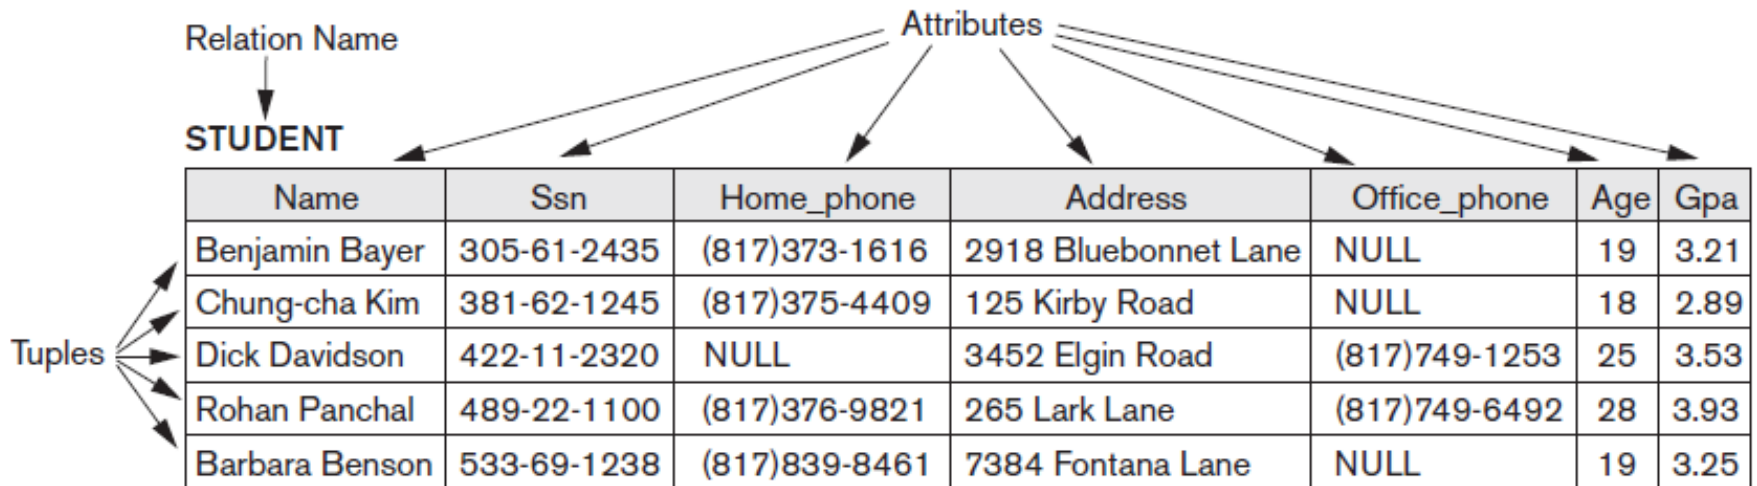 Attributes
Relation Name
STUDENT
Name Ssn Home_phone Address Office_phone Age Gpa
Benjamin Bayer 305-61-2435 (817)373-1616 2918 Bluebonnet Lane NULL 19 3.21
Chung-cha Kim 381-62-1245 (817)375-4409 125 Kirby Road NULL 18 2.89
Tuples Dick Davidson 422-11-2320 NULL 3452 Elgin Road (817)749-1253 25 3.53
Rohan Panchal 489-22-1100 (817)376-9821 265 Lark Lane (817)749-6492 28 3.93
Barbara Benson 533-69-1238 (817)839-8461 7384 Fontana Lane NULL 19 3.25